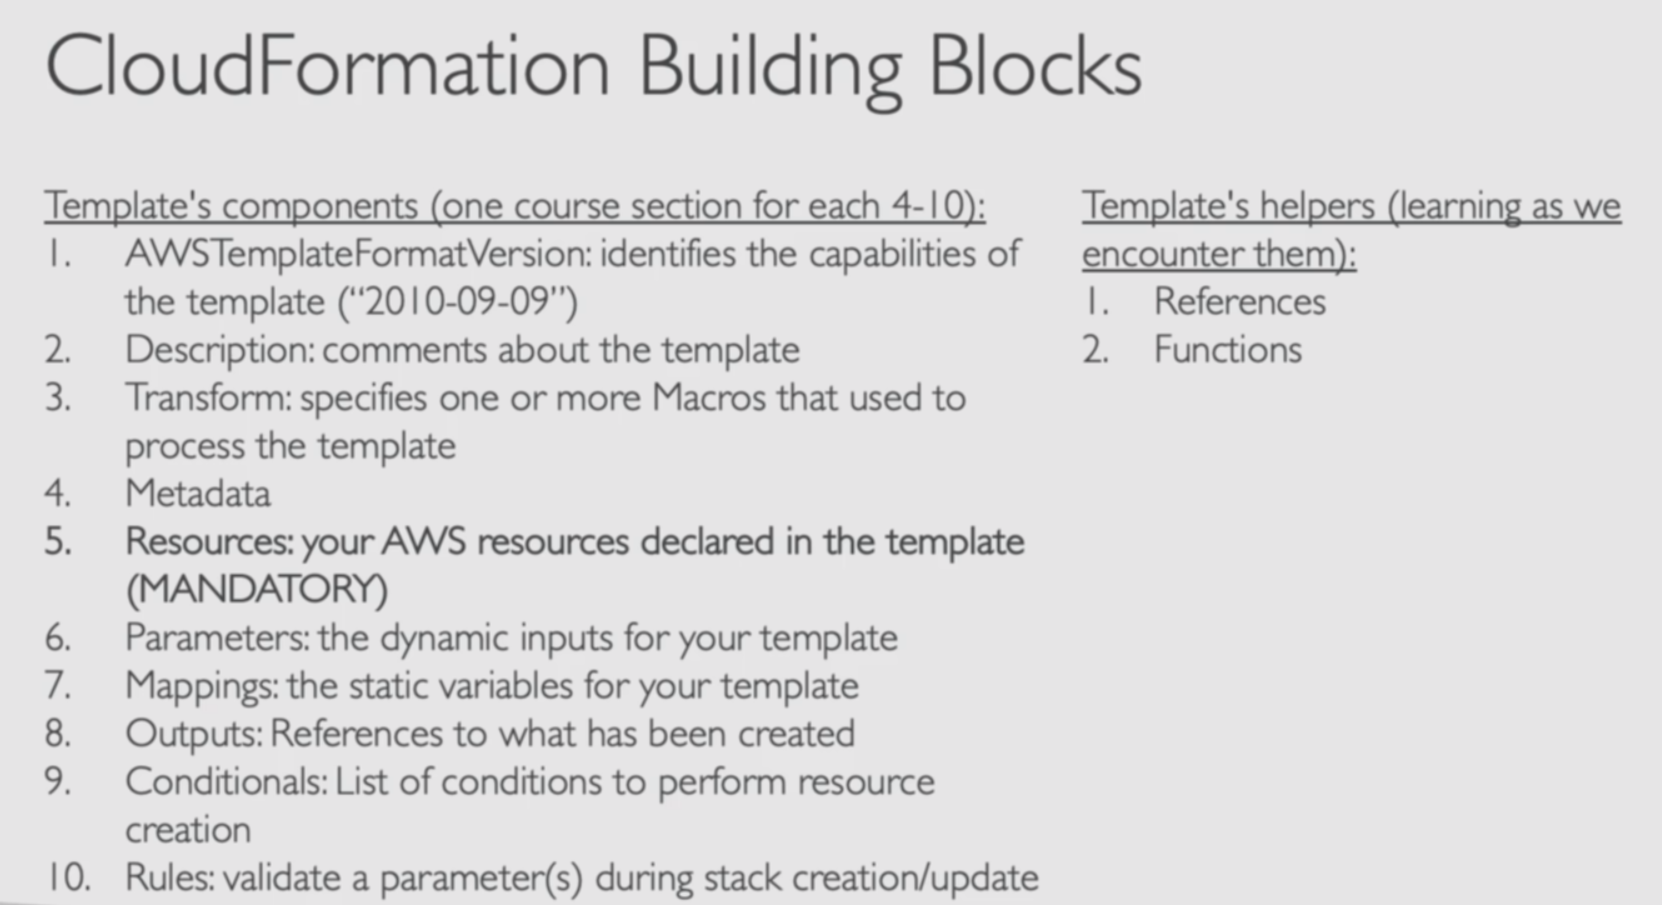 CloudFormation Building Blocks
Template's components (one course section for each 4-10):
1. AWSTemplateFormatVersion: identifies the capabilities of
the template (“2010-09-09”)
2. Description: comments about the template
3. Transform: specifies one or more Macros that used to
process the template
4. Metadata
5. Resources: your AWS resources declared in the template
(MANDATORY)
6. Parameters: the dynamic inputs for your template
7. Mappings: the static variables for your template
8. Outputs: References to what has been created
9. Conditionals: List of conditions to perform resource
creation
10. Rules: validate a parameter(s) during stack creation/update
Template's helpers (learning as we
encounter them):
1. References
2. Functions